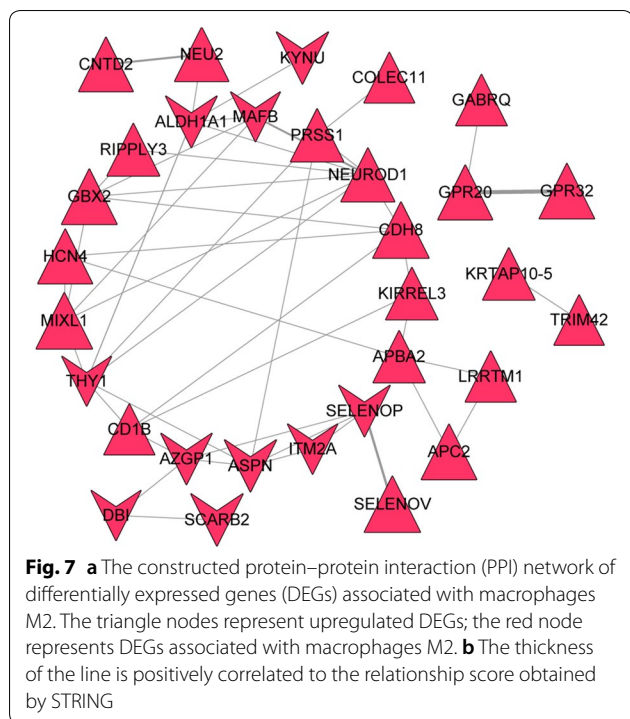 CNTD2
NEU2
KYNU
COLEC11
GABRQ
ALDH1A1
MAFB
PRSS1
RIPPLY3
NEUROD1
GBX2
GPR20
GPR32
CDH8
HCN4
KRTAP10-5
KIRREL3
MIXL1
TRIM42
APBA2
THY1
LRRTM1
SELENOP
CD1B
AZGP1
ASPN
ITM2A
APC2
SELENOV
DBI
SCARB2
Fig. 7 a The constructed protein–protein interaction (PPI) network of
differentially expressed genes (DEGs) associated with macrophages
M2. The triangle nodes represent upregulated DEGs; the red node
represents DEGs associated with macrophages M2. b The thickness
of the line is positively correlated to the relationship score obtained
by STRING